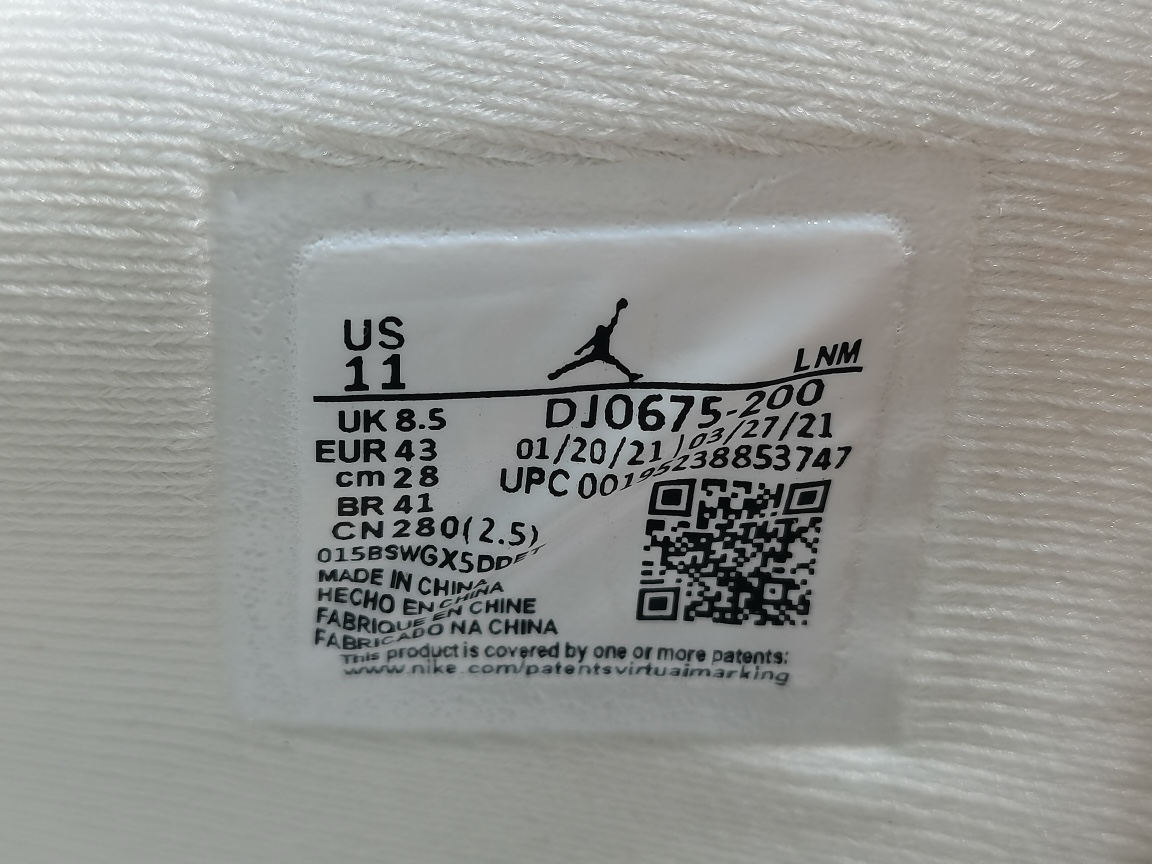 US
11
LNM
UK 8.5
EUR 43
cm 28
BR 41
CN 280(2.5)
DJ0675-200
01/20/21 03/27/21
UPC 00195238853747
015BSWGX5DDET
MADE IN CHINA
HECHO EN CHINA
FABRIQUE EN CHINE
FABRICADO NA CHINA
This product is covered by one or more patents:
www.nike.com/patentsvirtualmarking